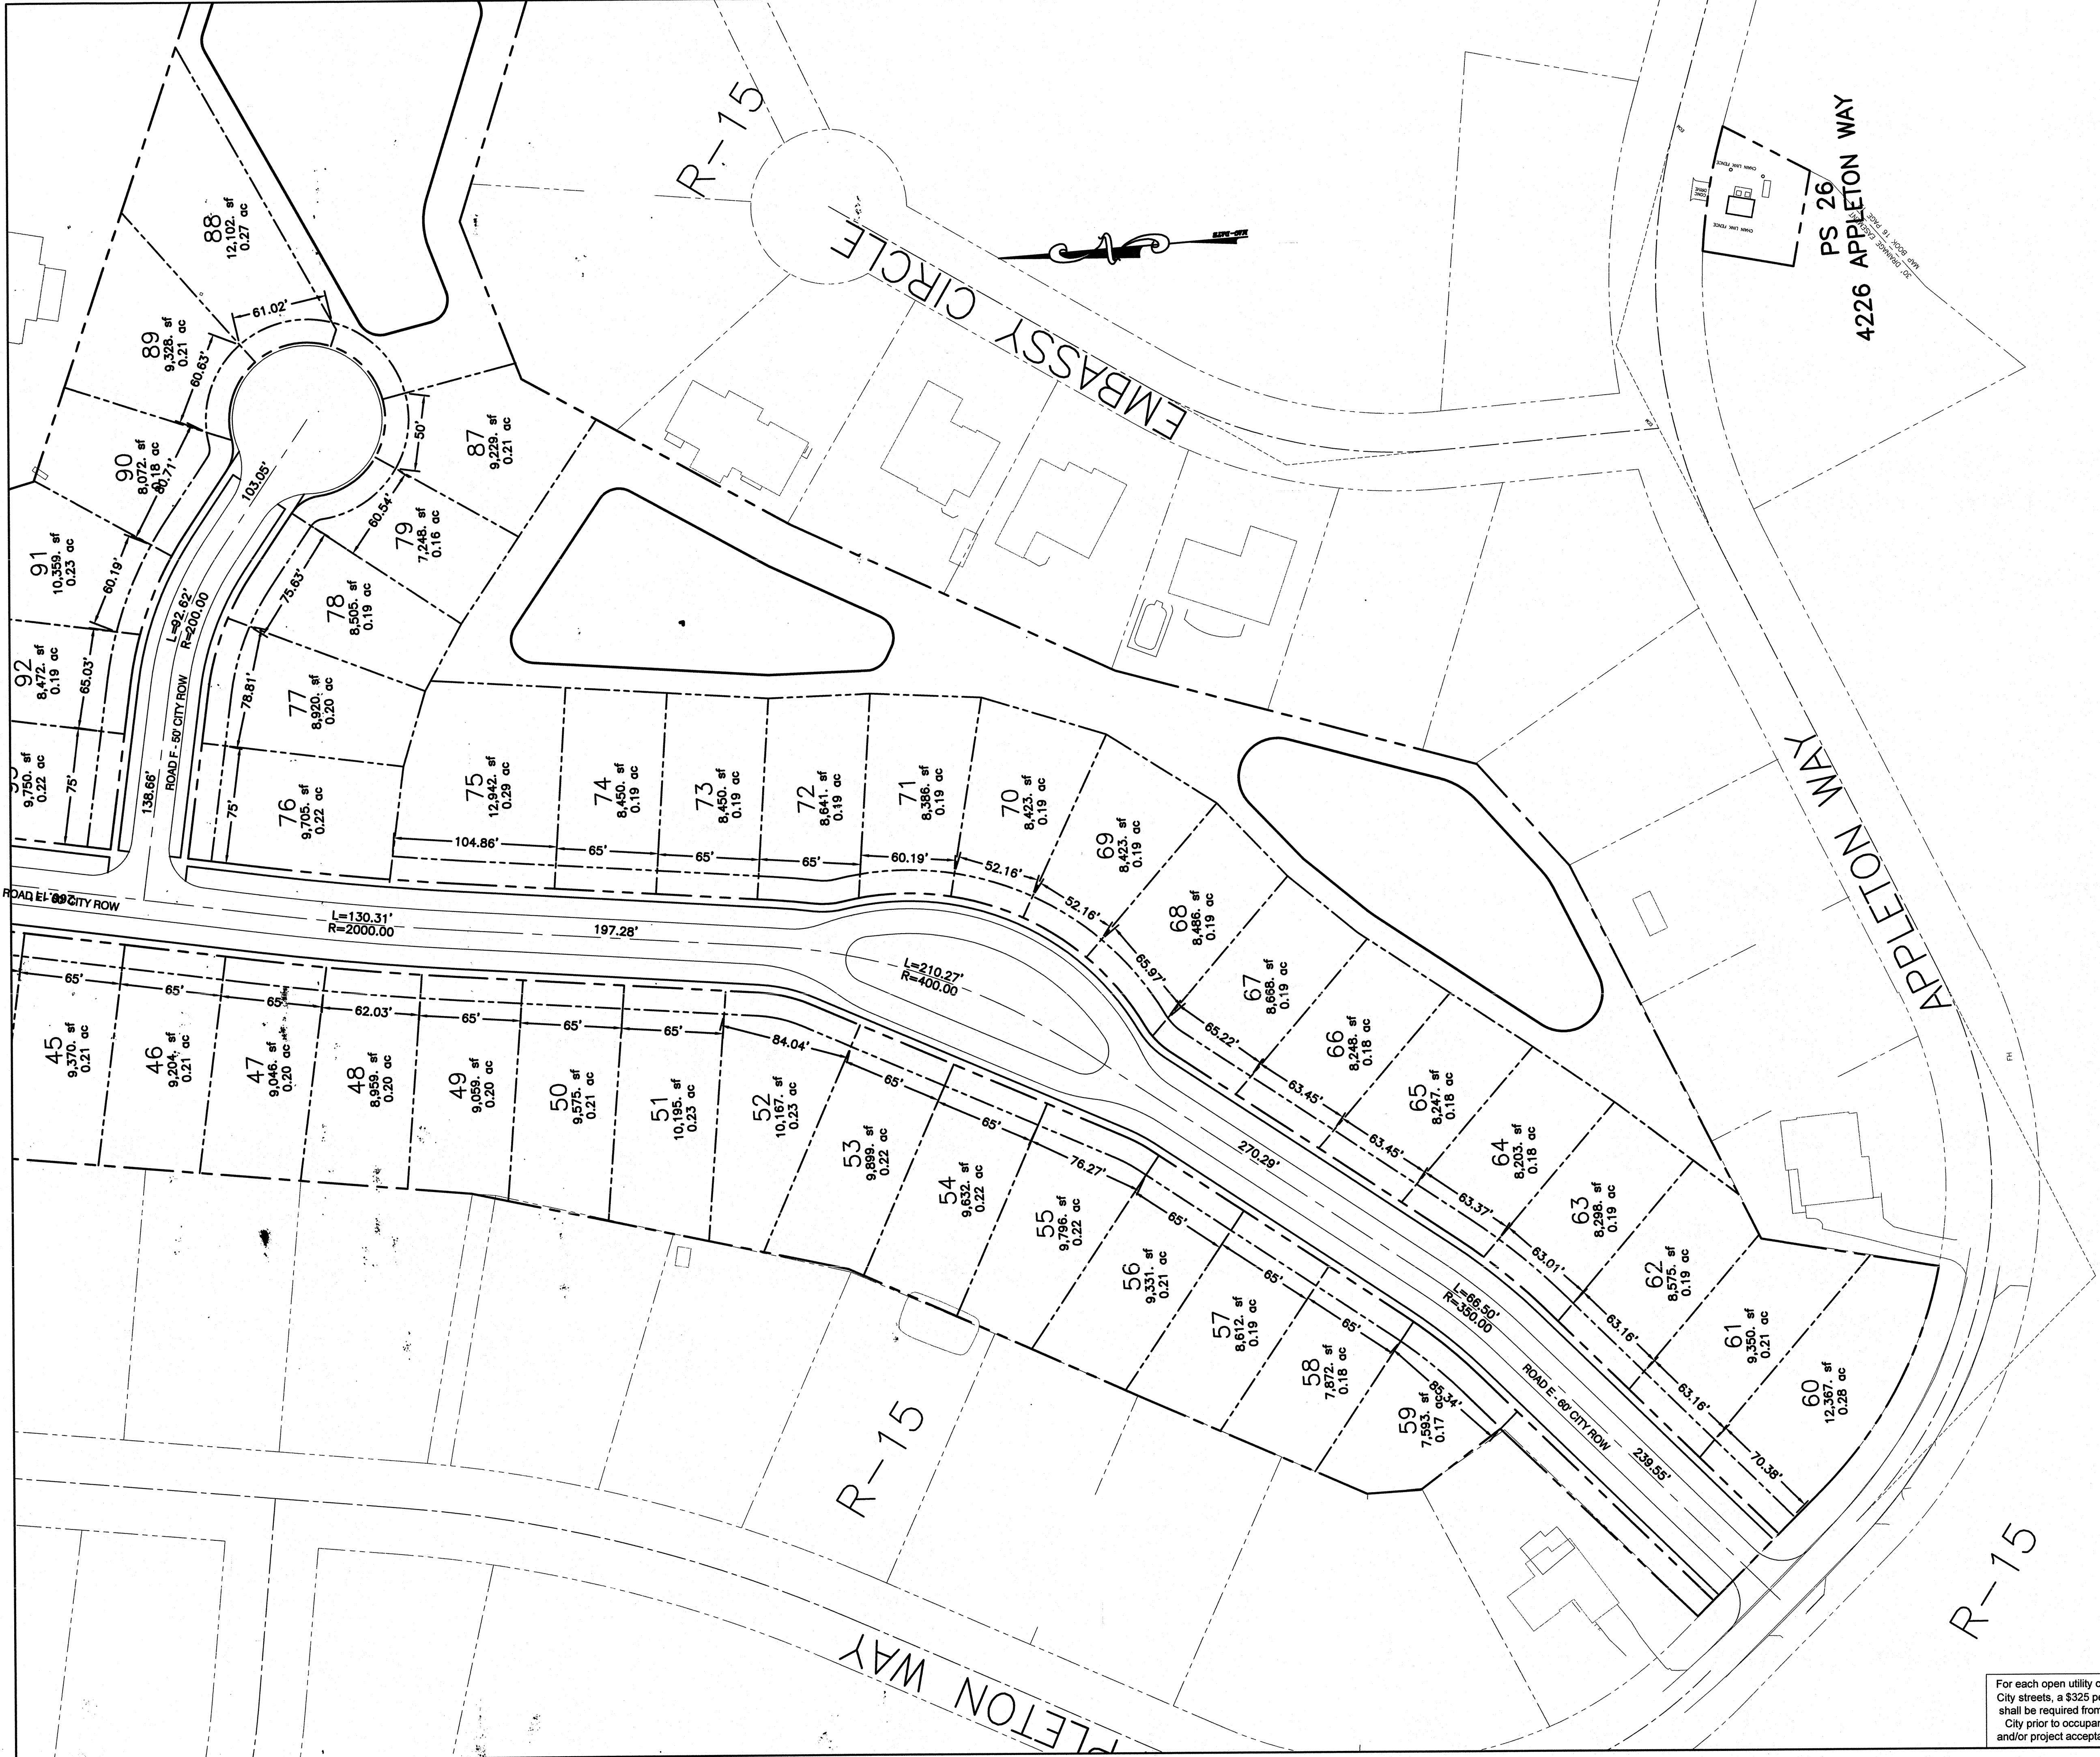 88
12,102. sf
0.27 ac
89
9,328. sf
0.21 ac
61.02'
60.63'
90
8,072. sf
0.18 ac
80.71'
91
10,359. sf
0.23 ac
60.19'
92
8,472. sf
0.19 ac
65.03'
9,750. sf
0.22 ac
75'
103.05'
L=92.62'
R=200.00
138.66'
ROAD F - 50' CITY ROW
50'
87
9,229. sf
0.21 ac
60.54'
79
7,248. sf
0.16 ac
75.63'
78
8,505. sf
0.19 ac
78.81'
77
8,920. sf
0.20 ac
75'
76
9,705. sf
0.22 ac
75
12,942. sf
0.29 ac
104.86'
74
8,450. sf
0.19 ac
65'
73
8,450. sf
0.19 ac
65'
72
8,641. sf
0.19 ac
65'
71
8,386. sf
0.19 ac
60.19'
70
8,423. sf
0.19 ac
52.16'
69
8,423. sf
0.19 ac
52.16'
68
8,486. sf
0.19 ac
65.97'
67
8,668. sf
0.19 ac
65.22'
66
8,248. sf
0.18 ac
63.45'
65
8,247. sf
0.18 ac
63.45'
64
8,203. sf
0.18 ac
63.37'
63
8,298. sf
0.19 ac
63.01'
62
8,575. sf
0.19 ac
63.16'
61
9,350. sf
0.21 ac
63.16'
60
12,367. sf
0.28 ac
70.38'
CITY ROW
L=130.31'
R=2000.00
197.28'
L=210.27'
R=400.00
270.29'
L=66.50'
R=350.00
ROAD E - 60' CITY ROW
239.55'
45
9,370. sf
0.21 ac
65'
46
9,204. sf
0.21 ac
65'
47
9,046. sf
0.20 ac
65'
48
8,959. sf
0.20 ac
62.03'
49
9,059. sf
0.20 ac
65'
50
9,575. sf
0.21 ac
65'
51
10,195. sf
0.23 ac
65'
52
10,167. sf
0.23 ac
84.04'
53
9,899. sf
0.22 ac
65'
54
9,632. sf
0.22 ac
65'
55
9,796. sf
0.22 ac
76.27'
56
9,331. sf
0.21 ac
65'
57
8,612. sf
0.19 ac
65'
58
7,872. sf
0.18 ac
65'
59
7,593. sf
0.17 ac
85.34'
R-15
R-15
R-15
EMBASSY CIRCLE
APPLETON WAY
PLETON WAY
PS 26
4226 APPLETON WAY
30' DRAINAGE EASEMENT
MAP BOOK 16 PAGE
CHAIN LINK FENCE
CHAIN LINK FENCE
CONC
DRIVE
FH
For each open utility
City streets, a $325
shall be required from
City prior to
and/or project